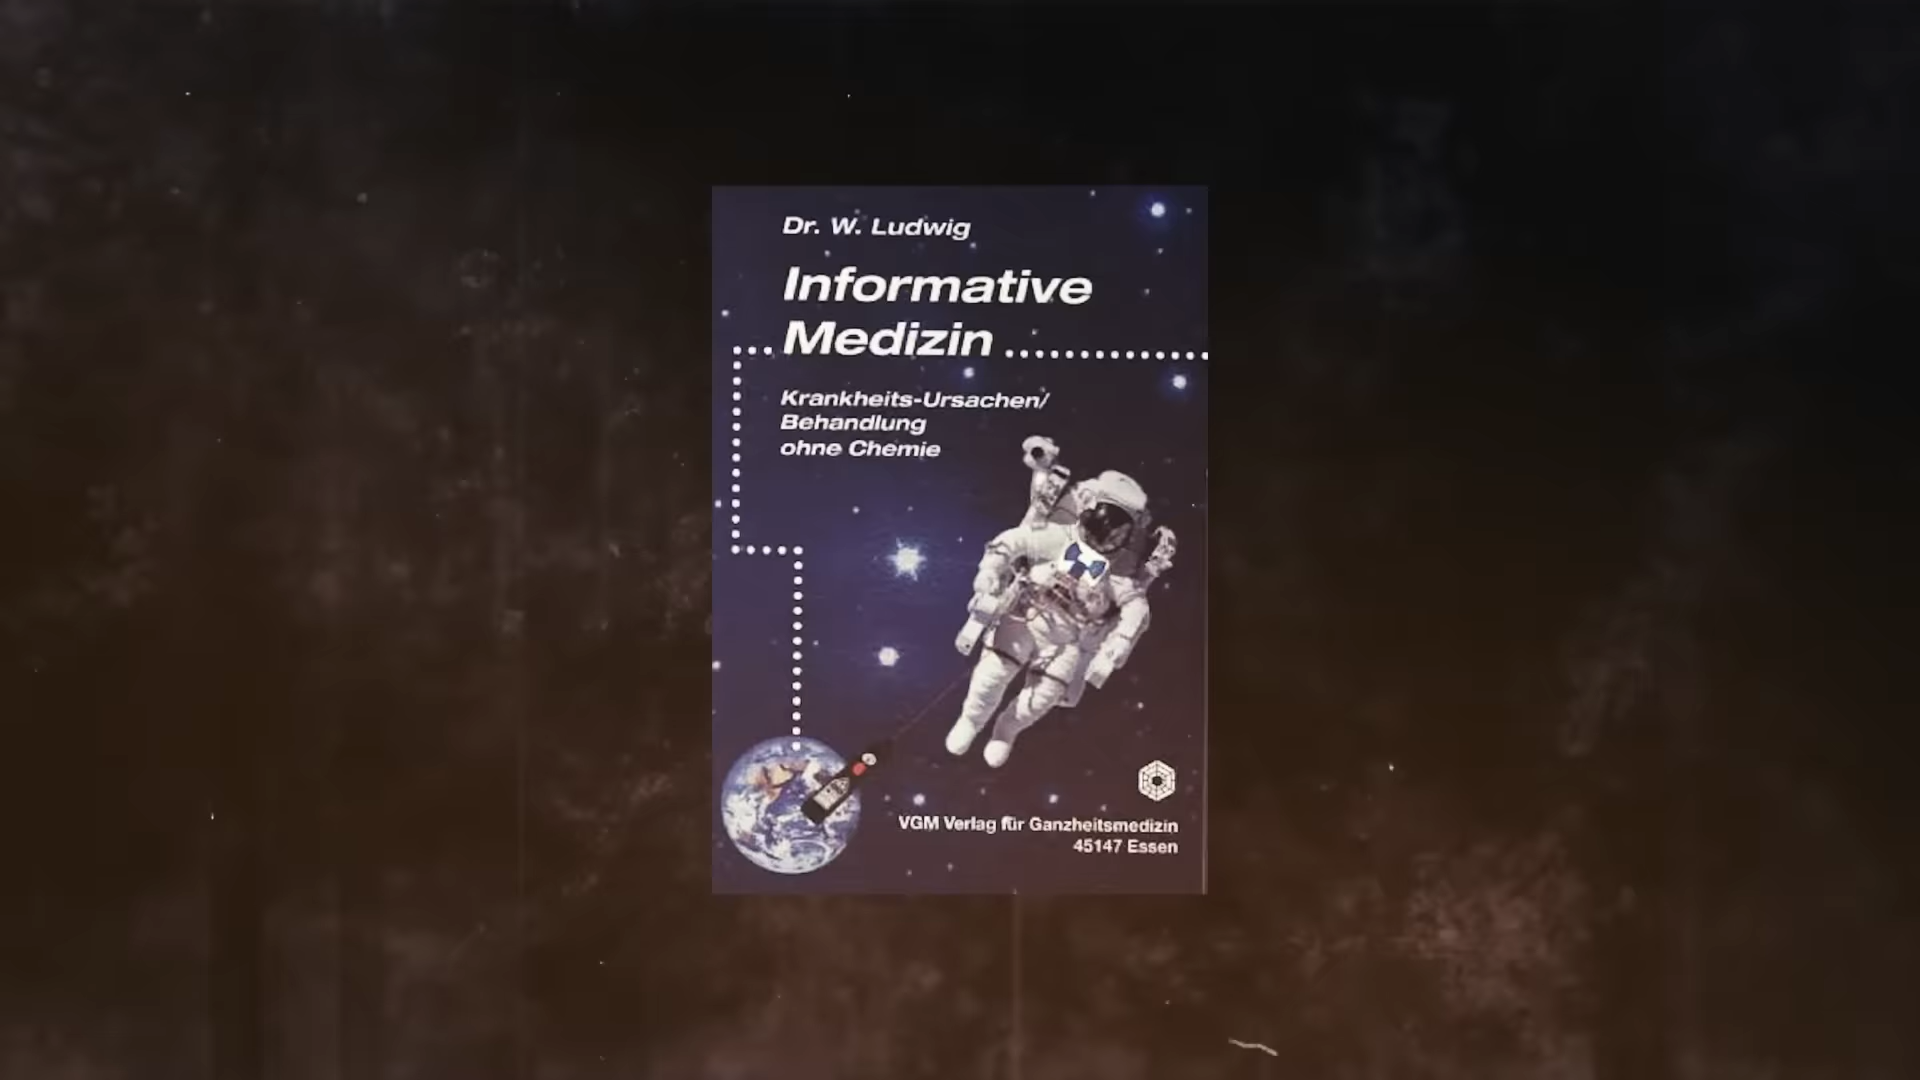 Dr. W. Ludwig
Informative
Medizin
Krankheits-Ursachen/
Behandlung
ohne Chemie
VGM Verlag für Ganzheitsmedizin
45147 Essen